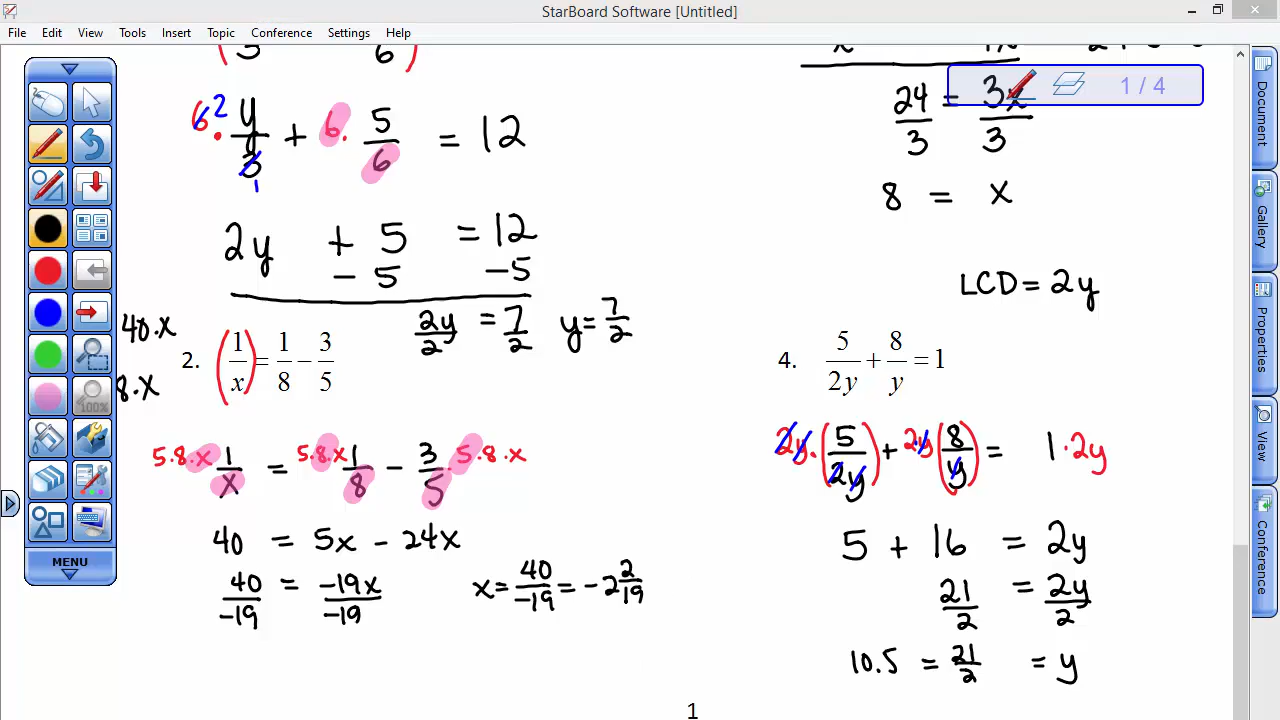 StarBoard Software [Untitled]
File Edit View Tools Insert Topic Conference Settings Help
3 6
6 2 · y/3 1 + 6 · 5/6 = 12
2y + 5 = 12
- 5 -5
2y/2 = 7/2 y = 7/2
40·x
8·x
2. (1/x) = 1/8 - 3/5
5·8·x 1/x = 5·8·x 1/8 - 3/5 5·8·x
40 = 5x - 24x
40/-19 = -19x/-19 x = 40/-19 = -2 2/19
24/3 = 3x/3
1 / 4
8 = x
LCD = 2y
4. 5/2y + 8/y = 1
2y·(5/2y) + 2y(8/y) = 1·2y
5 + 16 = 2y
21/2 = 2y/2
10.5 = 21/2 = y
1
100%
MENU
Document
Gallery
Properties
View
Conference